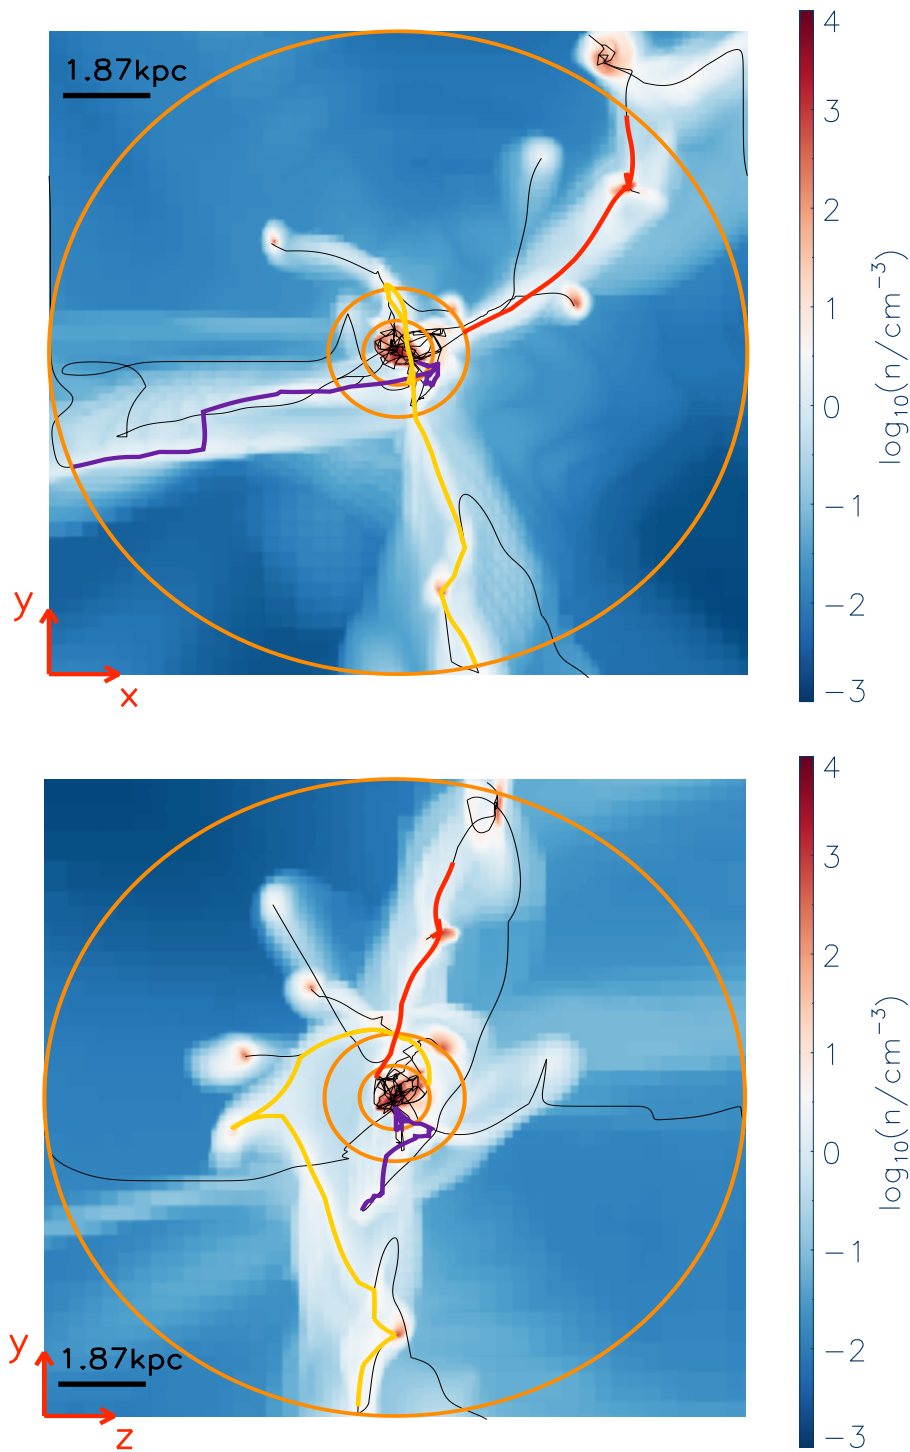 1.87kpc
y
x
4
3
2
1
0
−1
−2
−3
log₁₀(n/cm⁻³)
y
1.87kpc
z
4
3
2
1
0
−1
−2
−3
log₁₀(n/cm⁻³)